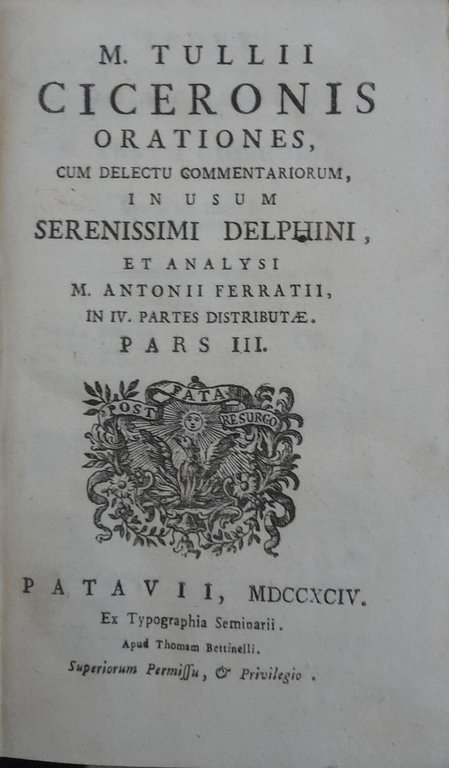 M. TULLII
CICERONIS
ORATIONES,
CUM DELECTU COMMENTARIORUM,
IN USUM
SERENISSIMI DELPHINI,
ET ANALYSI
M. ANTONII FERRATII,
IN IV. PARTES DISTRIBUTÆ.
PARS III.
POST FATA RESURGO
PATAVII, MDCCXCIV.
Ex Typographia Seminarii.
Apud Thomam Bettinelli.
Superiorum Permiſſu, & Privilegio.